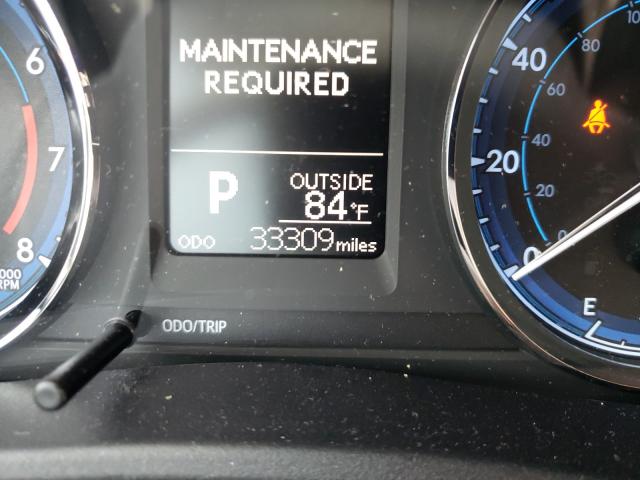 MAINTENANCE
REQUIRED
P
OUTSIDE
84°F
ODO 33309 miles
ODO/TRIP
6
7
8
RPM
40
20
0
80
60
40
20
0
E